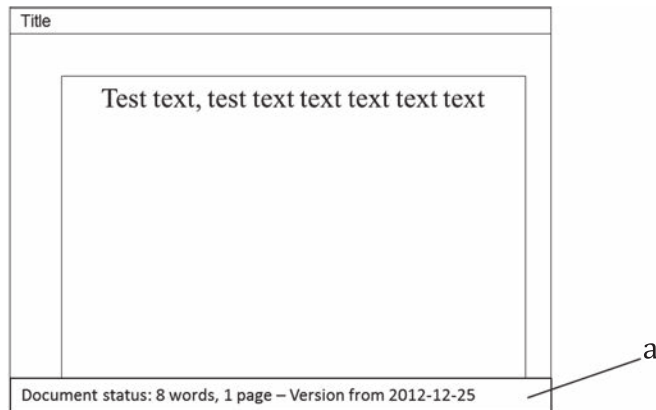 Title
Test text, test text text text text text
a
Document status: 8 words, 1 page – Version from 2012-12-25